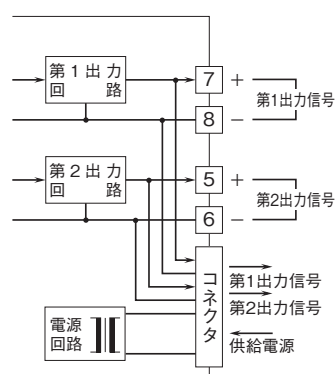 第1出力
回 路
7 +
第1出力信号
8 −
第2出力
回 路
5 +
第2出力信号
6 −
コネクタ
第1出力信号
第2出力信号
供給電源
電源
回路